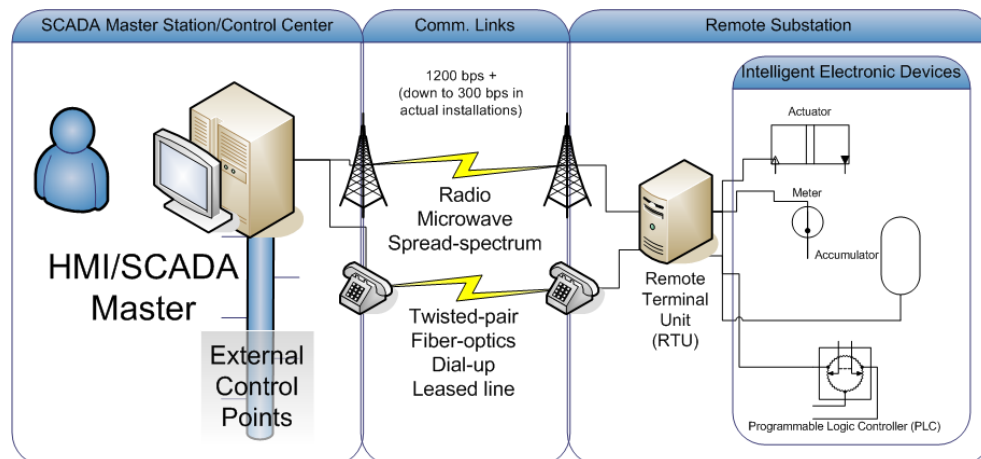 SCADA Master Station/Control Center
Comm. Links
Remote Substation
1200 bps +
(down to 300 bps in
actual installations)
Intelligent Electronic Devices
Actuator
Meter
Accumulator
Radio
Microwave
Spread-spectrum
HMI/SCADA
Master
Remote
Terminal
Unit
(RTU)
Twisted-pair
Fiber-optics
Dial-up
Leased line
External
Control
Points
Programmable Logic Controller (PLC)